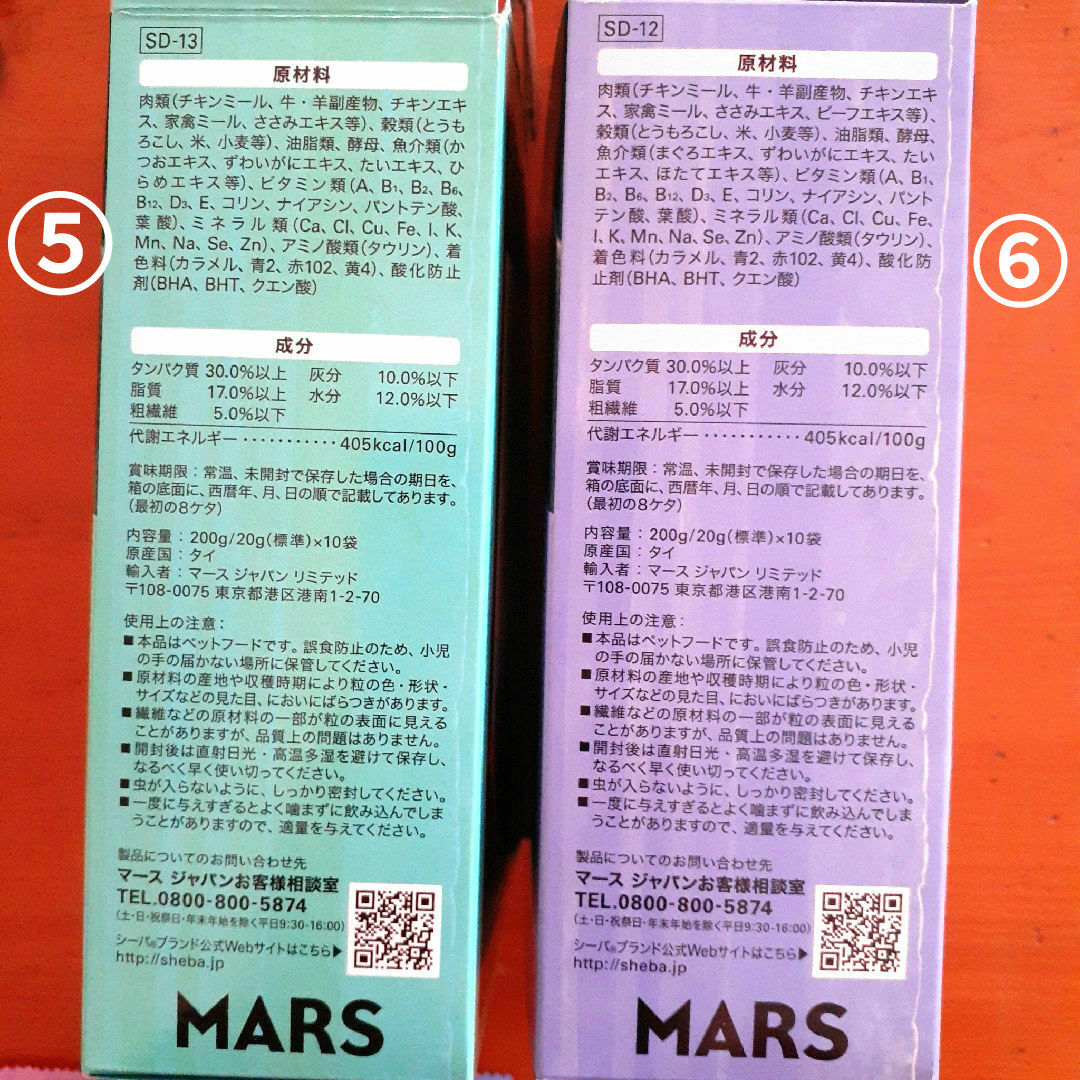 SD-13
原材料
肉類(チキンミール、牛・羊副産物、チキンエキ
ス、家禽ミール、ささみエキス等)、穀類(とうも
ろこし、米、小麦等)、油脂類、酵母、魚介類(か
つおエキス、ずわいがにエキス、たいエキス、ひ
らめエキス等)、ビタミン類(A、B₁、B₂、B₆、
B₁₂、D₃、E、コリン、ナイアシン、パントテン酸、
葉酸)、ミネラル類(Ca、Cl、Cu、Fe、I、K、
Mn、Na、Se、Zn)、アミノ酸類(タウリン)、着
色料(カラメル、青2、赤102、黄4)、酸化防止
剤(BHA、BHT、クエン酸)
⑤
成分
タンパク質 30.0%以上 灰分 10.0%以下
脂質 17.0%以上 水分 12.0%以下
粗繊維 5.0%以下
代謝エネルギー ・・・・・・・・・・・ 405kcal/100g
賞味期限:常温、未開封で保存した場合の期日を、
箱の底面に、西暦年、月、日の順で記載してあります。
(最初の8ケタ)
内容量:200g/20g(標準)×10袋
原産国:タイ
輸入者:マース ジャパン リミテッド
〒108-0075 東京都港区港南1-2-70
使用上の注意:
■本品はペットフードです。誤食防止のため、小児
の手の届かない場所に保管してください。
■原材料の産地や収穫時期により粒の色・形状・
サイズなどの見た目、においにばらつきがあります。
■繊維などの原材料の一部が粒の表面に見える
ことがありますが、品質上の問題はありません。
■開封後は直射日光・高温多湿を避けて保存し、
なるべく早く使い切ってください。
■虫が入らないように、しっかり密封してください。
■一度に与えすぎるとよく噛まずに飲み込んでしま
うことがありますので、適量を与えてください。
製品についてのお問い合わせ先
マース ジャパンお客様相談室
TEL.0800-800-5874
(土・日・祝祭日・年末年始を除く平日9:30-16:00)
シーバ®ブランド公式Webサイトはこちら▶
http://sheba.jp
MARS
SD-12
原材料
肉類(チキンミール、牛・羊副産物、チキンエキ
ス、家禽ミール、ささみエキス、ビーフエキス等)、
穀類(とうもろこし、米、小麦等)、油脂類、酵母、
魚介類(まぐろエキス、ずわいがにエキス、たい
エキス、ほたてエキス等)、ビタミン類(A、B₁、
B₂、B₆、B₁₂、D₃、E、コリン、ナイアシン、パント
テン酸、葉酸)、ミネラル類(Ca、Cl、Cu、Fe、
I、K、Mn、Na、Se、Zn)、アミノ酸類(タウリン)、
着色料(カラメル、青2、赤102、黄4)、酸化防
止剤(BHA、BHT、クエン酸)
⑥
成分
タンパク質 30.0%以上 灰分 10.0%以下
脂質 17.0%以上 水分 12.0%以下
粗繊維 5.0%以下
代謝エネルギー ・・・・・・・・・・・ 405kcal/100g
賞味期限:常温、未開封で保存した場合の期日を、
箱の底面に、西暦年、月、日の順で記載してあります。
(最初の8ケタ)
内容量:200g/20g(標準)×10袋
原産国:タイ
輸入者:マース ジャパン リミテッド
〒108-0075 東京都港区港南1-2-70
使用上の注意:
■本品はペットフードです。誤食防止のため、小児
の手の届かない場所に保管してください。
■原材料の産地や収穫時期により粒の色・形状・
サイズなどの見た目、においにばらつきがあります。
■繊維などの原材料の一部が粒の表面に見える
ことがありますが、品質上の問題はありません。
■開封後は直射日光・高温多湿を避けて保存し、
なるべく早く使い切ってください。
■虫が入らないように、しっかり密封してください。
■一度に与えすぎるとよく噛まずに飲み込んでしま
うことがありますので、適量を与えてください。
製品についてのお問い合わせ先
マース ジャパンお客様相談室
TEL.0800-800-5874
(土・日・祝祭日・年末年始を除く平日9:30-16:00)
シーバ®ブランド公式Webサイトはこちら▶
http://sheba.jp
MARS